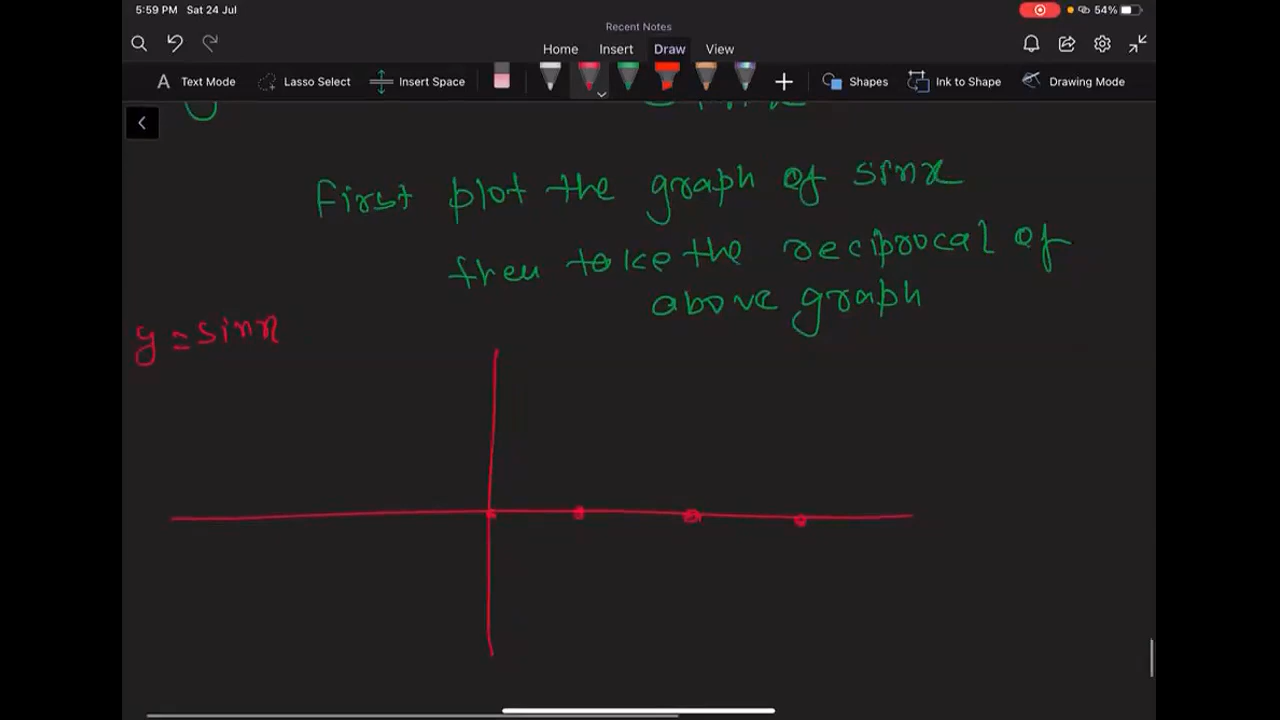 5:59 PM Sat 24 Jul
54%
Recent Notes
Home Insert Draw View
Text Mode Lasso Select Insert Space Shapes Ink to Shape Drawing Mode
First plot the graph of sinx
then take the reciprocal of
above graph
y = sinx